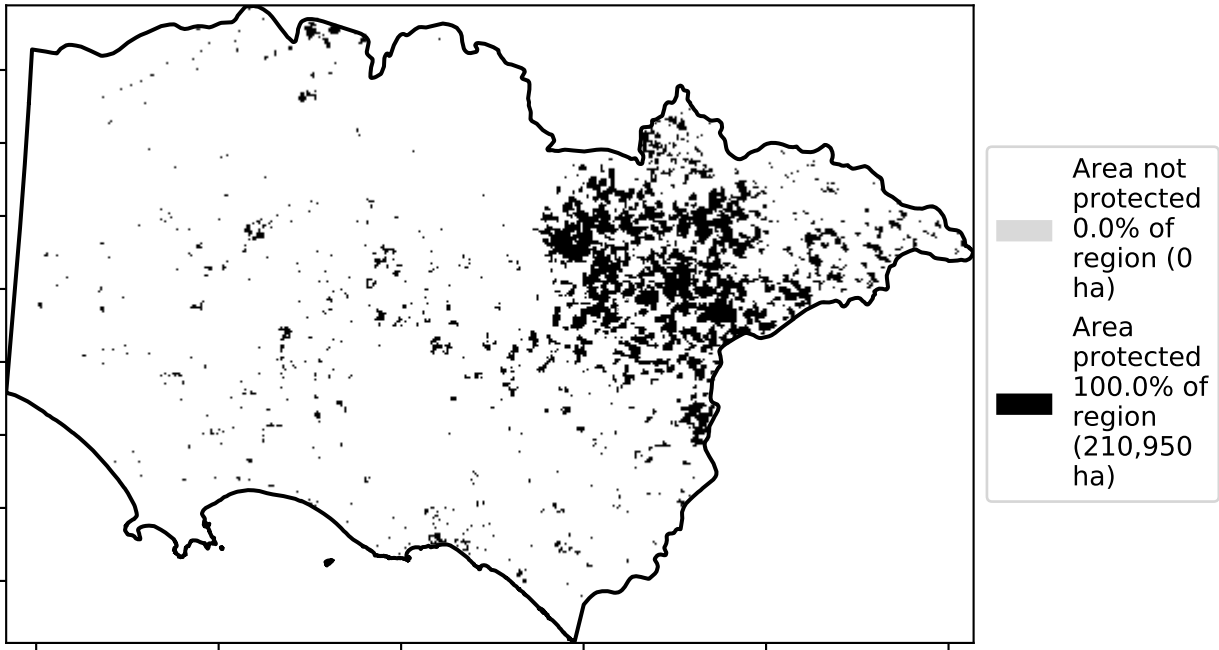 Area not
protected
0.0% of
region (0
ha)
Area
protected
100.0% of
region
(210,950
ha)